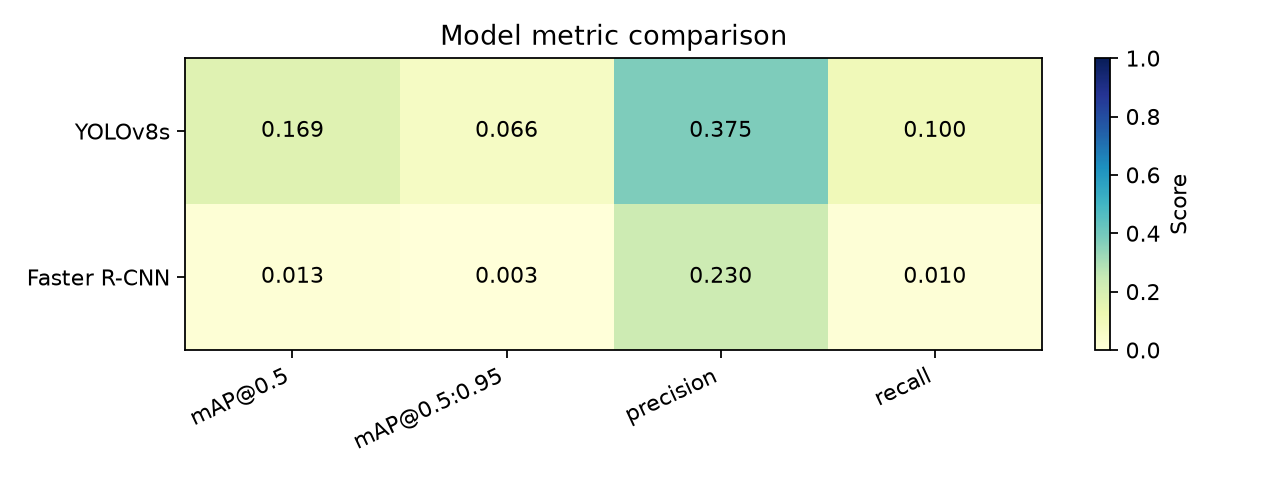 Model metric comparison
YOLOv8s
0.169 0.066 0.375 0.100
Faster R-CNN
0.013 0.003 0.230 0.010
mAP@0.5 mAP@0.5:0.95 precision recall
1.0
0.8
0.6
0.4
0.2
0.0
Score